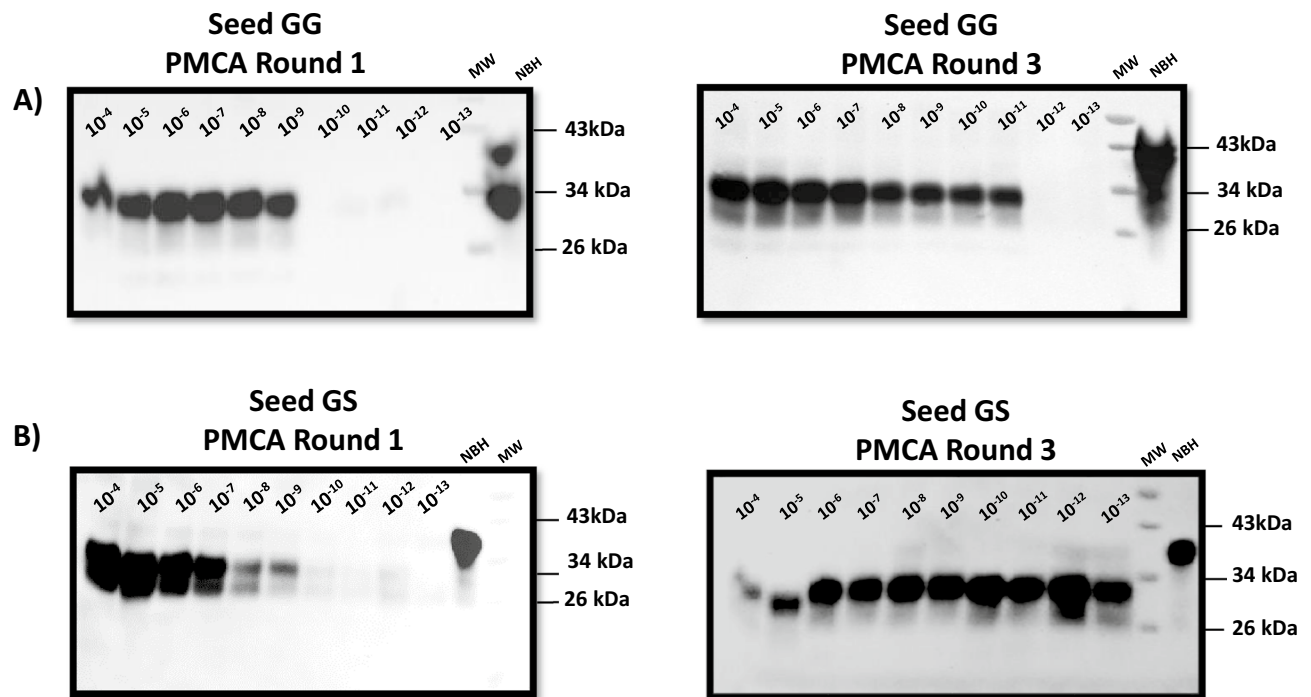 Seed GG
PMCA Round 1
MW
NBH
A)
10⁻⁴ 10⁻⁵ 10⁻⁶ 10⁻⁷ 10⁻⁸ 10⁻⁹ 10⁻¹⁰ 10⁻¹¹ 10⁻¹² 10⁻¹³
43kDa
34 kDa
26 kDa
Seed GG
PMCA Round 3
MW
NBH
10⁻⁴ 10⁻⁵ 10⁻⁶ 10⁻⁷ 10⁻⁸ 10⁻⁹ 10⁻¹⁰ 10⁻¹¹ 10⁻¹² 10⁻¹³
43kDa
34 kDa
26 kDa
Seed GS
PMCA Round 1
NBH
MW
B)
10⁻⁴ 10⁻⁵ 10⁻⁶ 10⁻⁷ 10⁻⁸ 10⁻⁹ 10⁻¹⁰ 10⁻¹¹ 10⁻¹² 10⁻¹³
43kDa
34 kDa
26 kDa
Seed GS
PMCA Round 3
MW
NBH
10⁻⁴ 10⁻⁵ 10⁻⁶ 10⁻⁷ 10⁻⁸ 10⁻⁹ 10⁻¹⁰ 10⁻¹¹ 10⁻¹² 10⁻¹³
43kDa
34 kDa
26 kDa